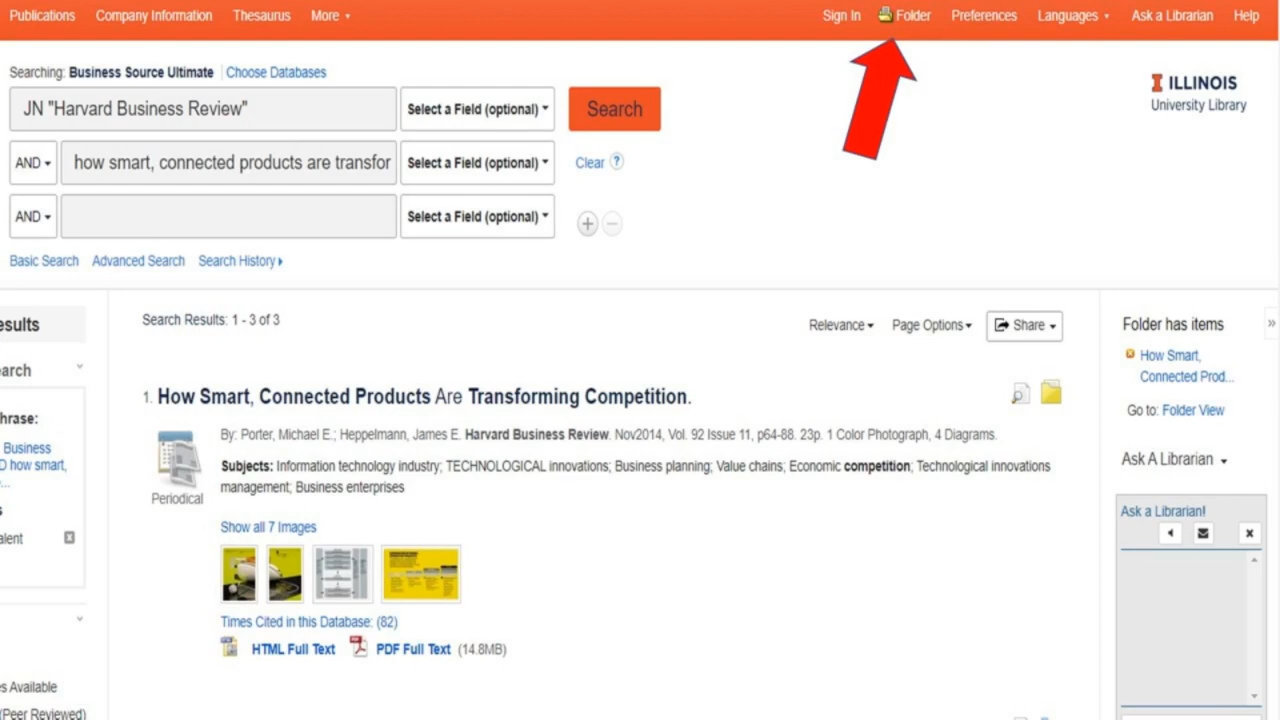 Publications Company Information Thesaurus More Sign In Folder Preferences Languages Ask a Librarian Help
Searching: Business Source Ultimate Choose Databases
JN "Harvard Business Review" Select a Field (optional) Search
ILLINOIS
University Library
AND how smart, connected products are transfor Select a Field (optional) Clear ?
AND Select a Field (optional)
Basic Search Advanced Search Search History
esults
earch
hrase:
Business
D how smart,
...
s
alent
es Available
(Peer Reviewed)
Search Results: 1 - 3 of 3 Relevance Page Options Share
1. How Smart, Connected Products Are Transforming Competition.
By: Porter, Michael E.; Heppelmann, James E. Harvard Business Review. Nov2014, Vol. 92 Issue 11, p64-88. 23p. 1 Color Photograph, 4 Diagrams.
Periodical
Subjects: Information technology industry; TECHNOLOGICAL innovations; Business planning; Value chains; Economic competition; Technological innovations
management; Business enterprises
Show all 7 Images
Times Cited in this Database: (82)
HTML Full Text PDF Full Text (14.8MB)
Folder has items »
How Smart,
Connected Prod...
Go to: Folder View
Ask A Librarian
Ask a Librarian!